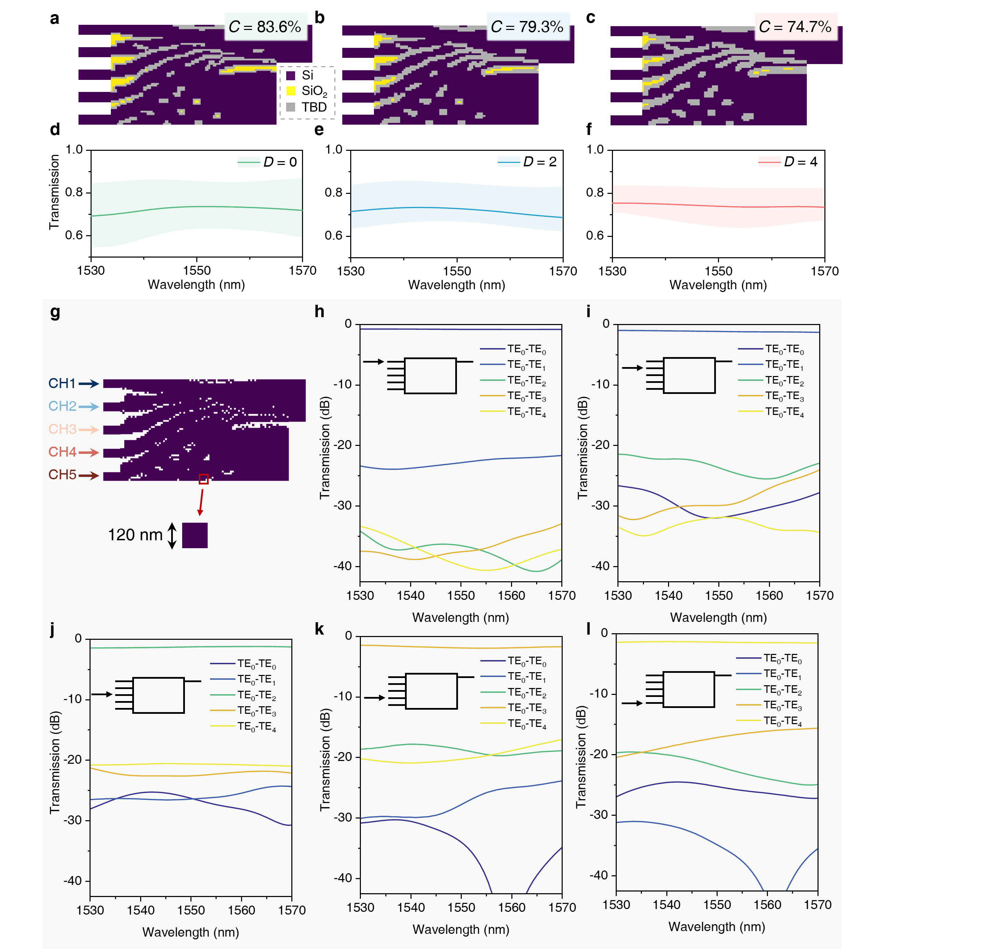 a
C = 83.6%
b
C = 79.3%
c
C = 74.7%
Si
SiO2
TBD
d
1.0
0.8
0.6
Transmission
D = 0
1530
1550
1570
Wavelength (nm)
e
1.0
0.8
0.6
D = 2
1530
1550
1570
Wavelength (nm)
f
1.0
0.8
0.6
D = 4
1530
1550
1570
Wavelength (nm)
g
CH1
CH2
CH3
CH4
CH5
120 nm
h
0
-10
-20
-30
-40
Transmission (dB)
TE0-TE0
TE0-TE1
TE0-TE2
TE0-TE3
TE0-TE4
1530
1540
1550
1560
1570
Wavelength (nm)
i
0
-10
-20
-30
-40
Transmission (dB)
TE0-TE0
TE0-TE1
TE0-TE2
TE0-TE3
TE0-TE4
1530
1540
1550
1560
1570
Wavelength (nm)
j
0
-10
-20
-30
-40
Transmission (dB)
TE0-TE0
TE0-TE1
TE0-TE2
TE0-TE3
TE0-TE4
1530
1540
1550
1560
1570
Wavelength (nm)
k
0
-10
-20
-30
-40
Transmission (dB)
TE0-TE0
TE0-TE1
TE0-TE2
TE0-TE3
TE0-TE4
1530
1540
1550
1560
1570
Wavelength (nm)
l
0
-10
-20
-30
-40
Transmission (dB)
TE0-TE0
TE0-TE1
TE0-TE2
TE0-TE3
TE0-TE4
1530
1540
1550
1560
1570
Wavelength (nm)